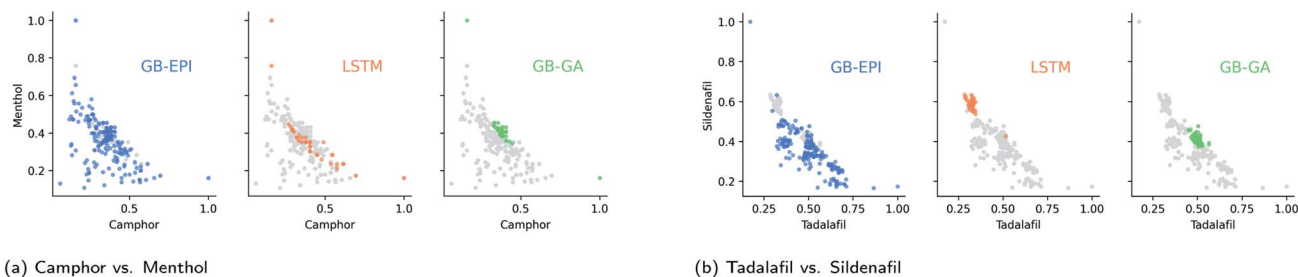 1.0
0.8
0.6
0.4
0.2
Menthol
GB-EPI
LSTM
GB-GA
0.5 1.0
0.5 1.0
0.5 1.0
Camphor
Camphor
Camphor
(a) Camphor vs. Menthol
1.0
0.8
0.6
0.4
0.2
Sildenafil
GB-EPI
LSTM
GB-GA
0.25 0.50 0.75 1.00
0.25 0.50 0.75 1.00
0.25 0.50 0.75 1.00
Tadalafil
Tadalafil
Tadalafil
(b) Tadalafil vs. Sildenafil